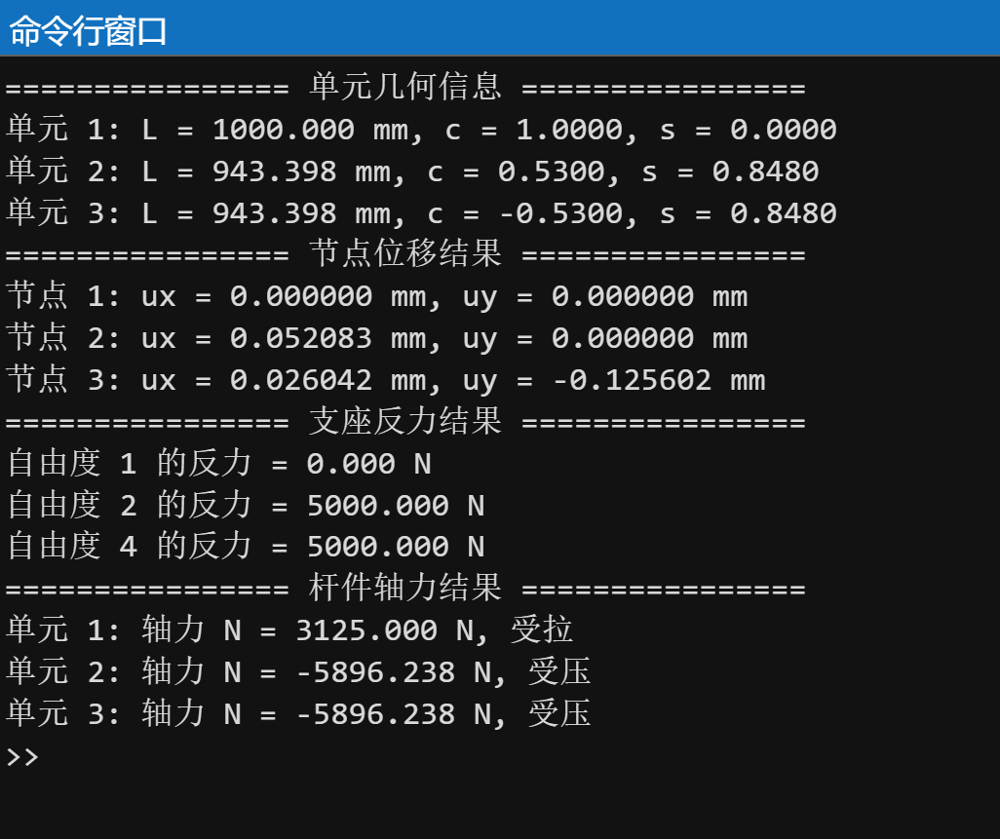 命令行窗口
================ 单元几何信息 ================
单元 1: L = 1000.000 mm, c = 1.0000, s = 0.0000
单元 2: L = 943.398 mm, c = 0.5300, s = 0.8480
单元 3: L = 943.398 mm, c = -0.5300, s = 0.8480
================ 节点位移结果 ================
节点 1: ux = 0.000000 mm, uy = 0.000000 mm
节点 2: ux = 0.052083 mm, uy = 0.000000 mm
节点 3: ux = 0.026042 mm, uy = -0.125602 mm
================ 支座反力结果 ================
自由度 1 的反力 = 0.000 N
自由度 2 的反力 = 5000.000 N
自由度 4 的反力 = 5000.000 N
================ 杆件轴力结果 ================
单元 1: 轴力 N = 3125.000 N, 受拉
单元 2: 轴力 N = -5896.238 N, 受压
单元 3: 轴力 N = -5896.238 N, 受压
>>